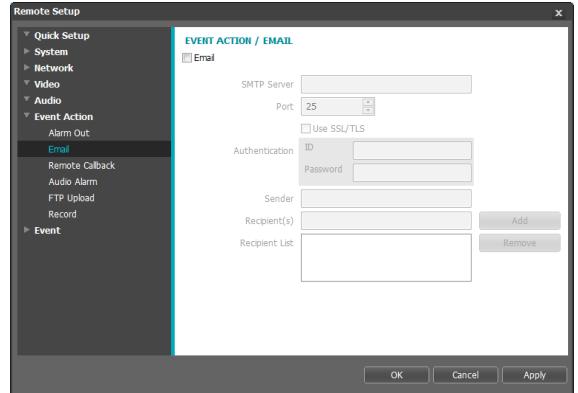 Remote Setup
x
Quick Setup
System
Network
Video
Audio
Event Action
Alarm Out
Email
Remote Callback
Audio Alarm
FTP Upload
Record
Event
EVENT ACTION / EMAIL
Email
SMTP Server
Port 25
Use SSL/TLS
Authentication ID
Password
Sender
Recipient(s) Add
Recipient List Remove
OK Cancel Apply